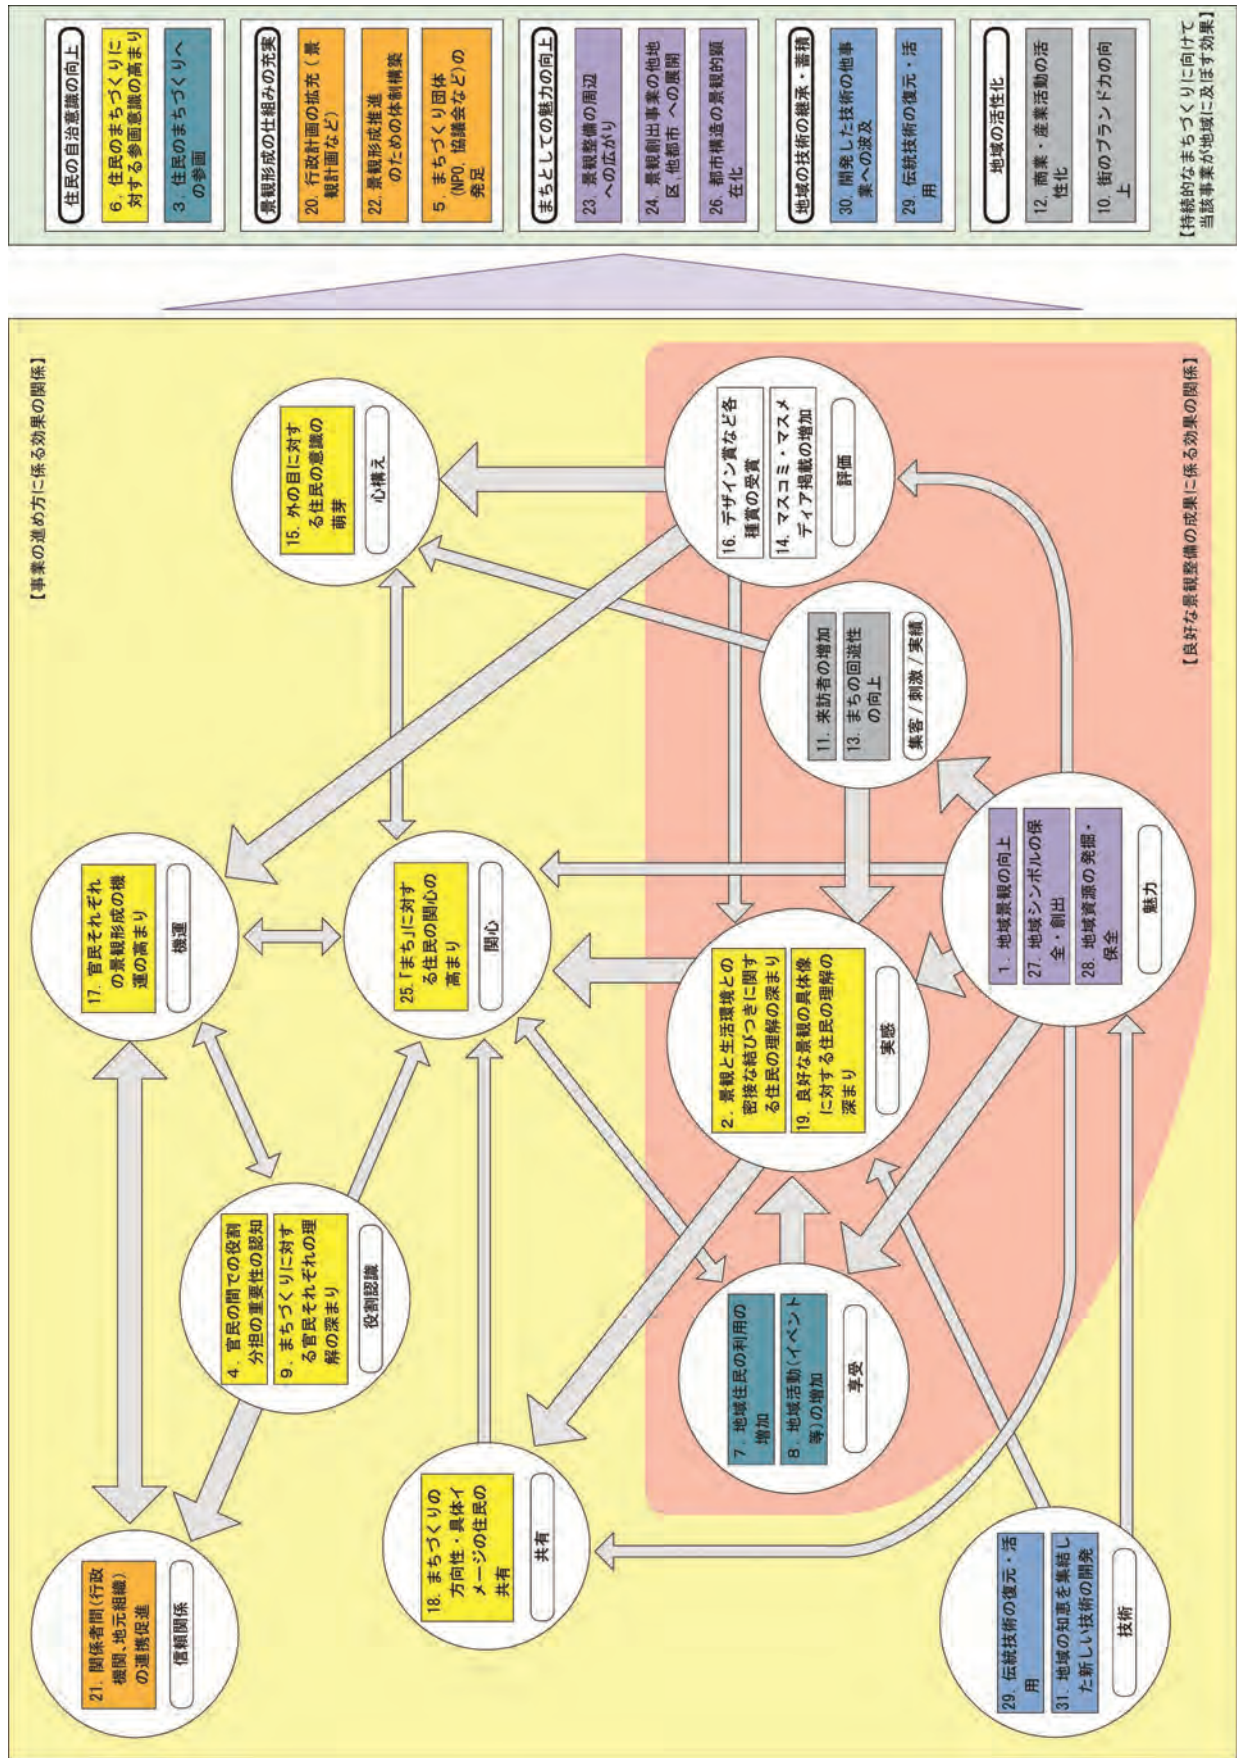 【事業の進め方に係る効果の関係】
21. 関係者間(行政
機関、地元組織)
の連携促進
信頼関係
4. 官民の間での役割
分担の重要性の認知
9. まちづくりに対す
る官民それぞれの理
解の深まり
役割認識
17. 官民それぞれ
の景観形成の機
運の高まり
機運
15. 外の目に対す
る住民の意識の
萌芽
心構え
18. まちづくりの
方向性・具体イ
メージの住民の
共有
共有
25.「まち」に対す
る住民の関心の
高まり
関心
7. 地域住民の利用の
増加
8. 地域活動(イベント
等)の増加
享受
2. 景観と生活環境との
密接な結びつきに関す
る住民の理解の深まり
19. 良好な景観の具体像
に対する住民の理解の
深まり
実感
11. 来訪者の増加
13. まちの回遊性
の向上
集客 / 刺激 / 実績
16. デザイン賞など各
種賞の受賞
14. マスコミ・マスメ
ディア掲載の増加
評価
29. 伝統技術の復元・活
用
31. 地域の知恵を集結し
た新しい技術の開発
技術
1. 地域景観の向上
27. 地域シンボルの保
全・創出
28. 地域資源の発掘・
保全
魅力
【良好な景観整備の成果に係る効果の関係】
住民の自治意識の向上
6. 住民のまちづくりに
対する参画意識の高まり
3. 住民のまちづくりへ
の参画
景観形成の仕組みの充実
20. 行政計画の拡充(景
観計画など)
22. 景観形成推進
のための体制構築
5. まちづくり団体
(NPO、協議会など)の
発足
まちとしての魅力の向上
23. 景観整備の周辺
への広がり
24. 景観創出事業の他地
区、他都市 への展開
26. 都市構造の景観的顕
在化
地域の技術の継承・蓄積
30. 開発した技術の他事
業への波及
29. 伝統技術の復元・活
用
地域の活性化
12. 商業・産業活動の活
性化
10. 街のブランド力の向
上
【持続的なまちづくりに向けて
当該事業が地域に及ぼす効果】